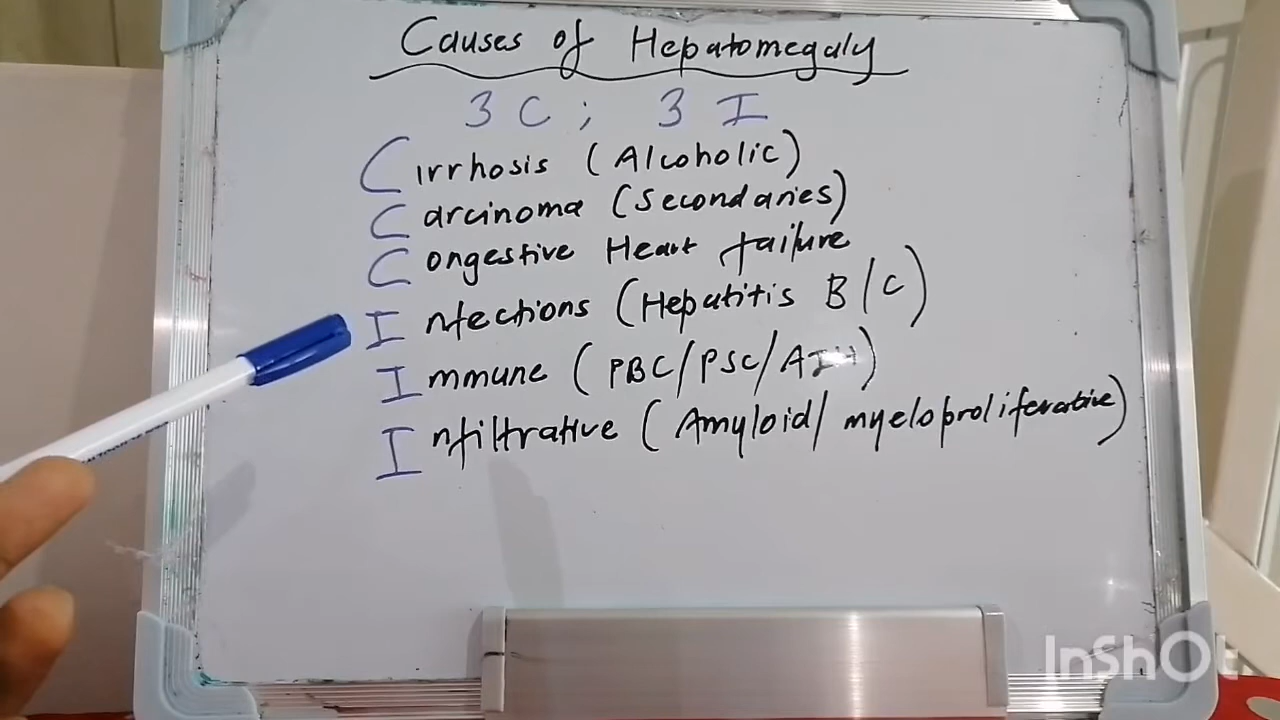 Causes of Hepatomegaly
3 C ; 3 I
Cirrhosis (Alcoholic)
Carcinoma (Secondaries)
Congestive Heart failure
Infections (Hepatitis B/C)
Immune (PBC/PSC/AIH)
Infiltrative (Amyloid/myeloproliferative)
InShOt